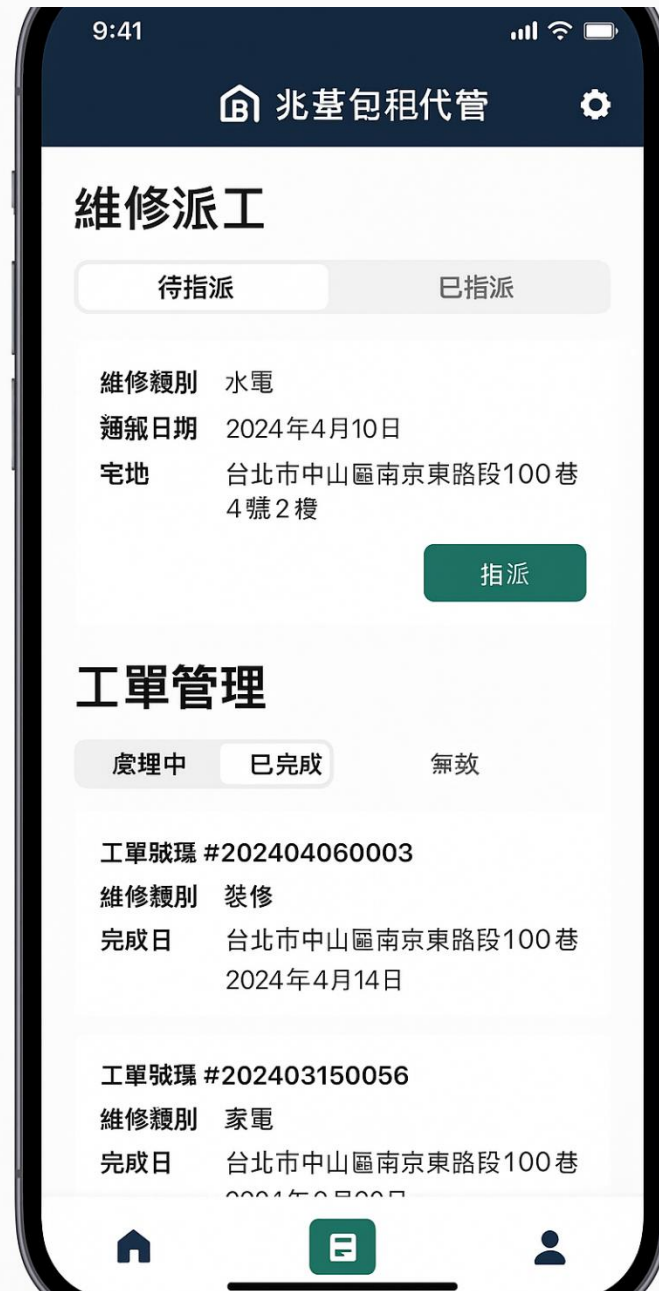 9:41
兆基包租代管
維修派工
待指派 已指派
維修類別 水電
通報日期 2024年4月10日
宅地 台北市中山區南京東路段100巷
4號2樓
指派
工單管理
處理中 已完成 無效
工單號碼 #202404060003
維修類別 裝修
完成日 台北市中山區南京東路段100巷
2024年4月14日
工單號碼 #202403150056
維修類別 家電
完成日 台北市中山區南京東路段100巷